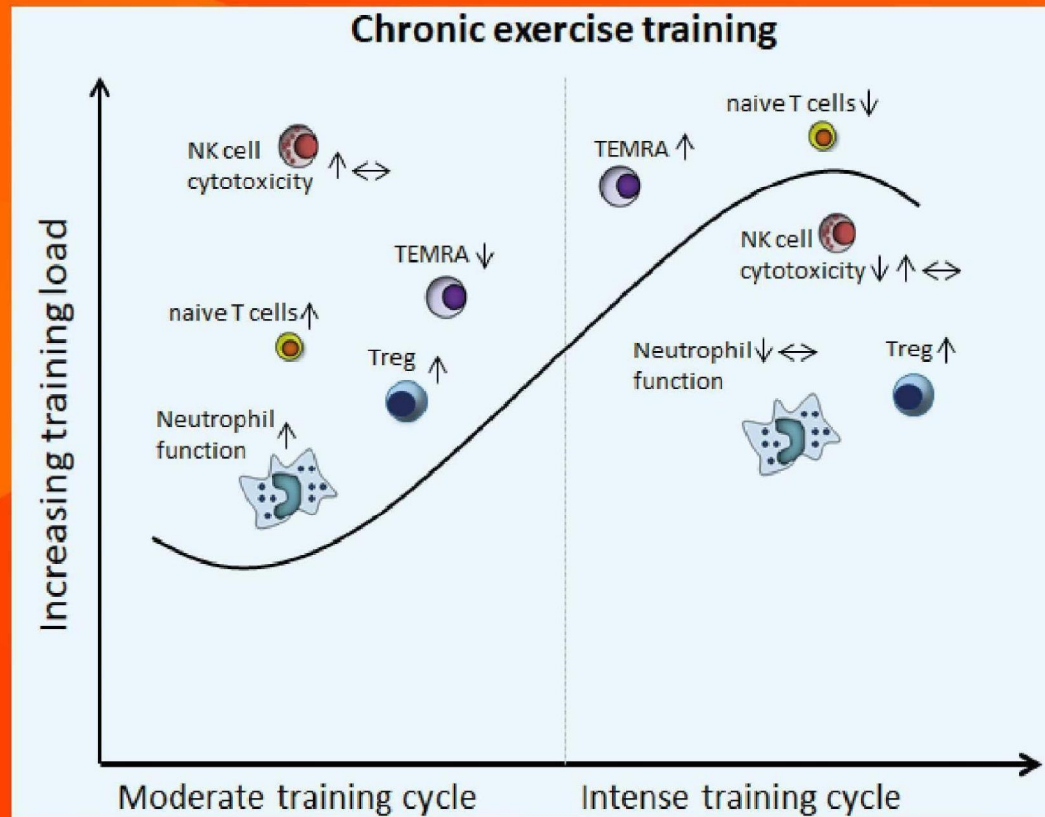 Chronic exercise training
Increasing training load
NK cell
cytotoxicity ↑ ↔
TEMRA ↓
naive T cells ↑
Treg ↑
Neutrophil ↑
function
naive T cells ↓
TEMRA ↑
NK cell
cytotoxicity ↓ ↑ ↔
Neutrophil ↓ ↔
function
Treg ↑
Moderate training cycle
Intense training cycle